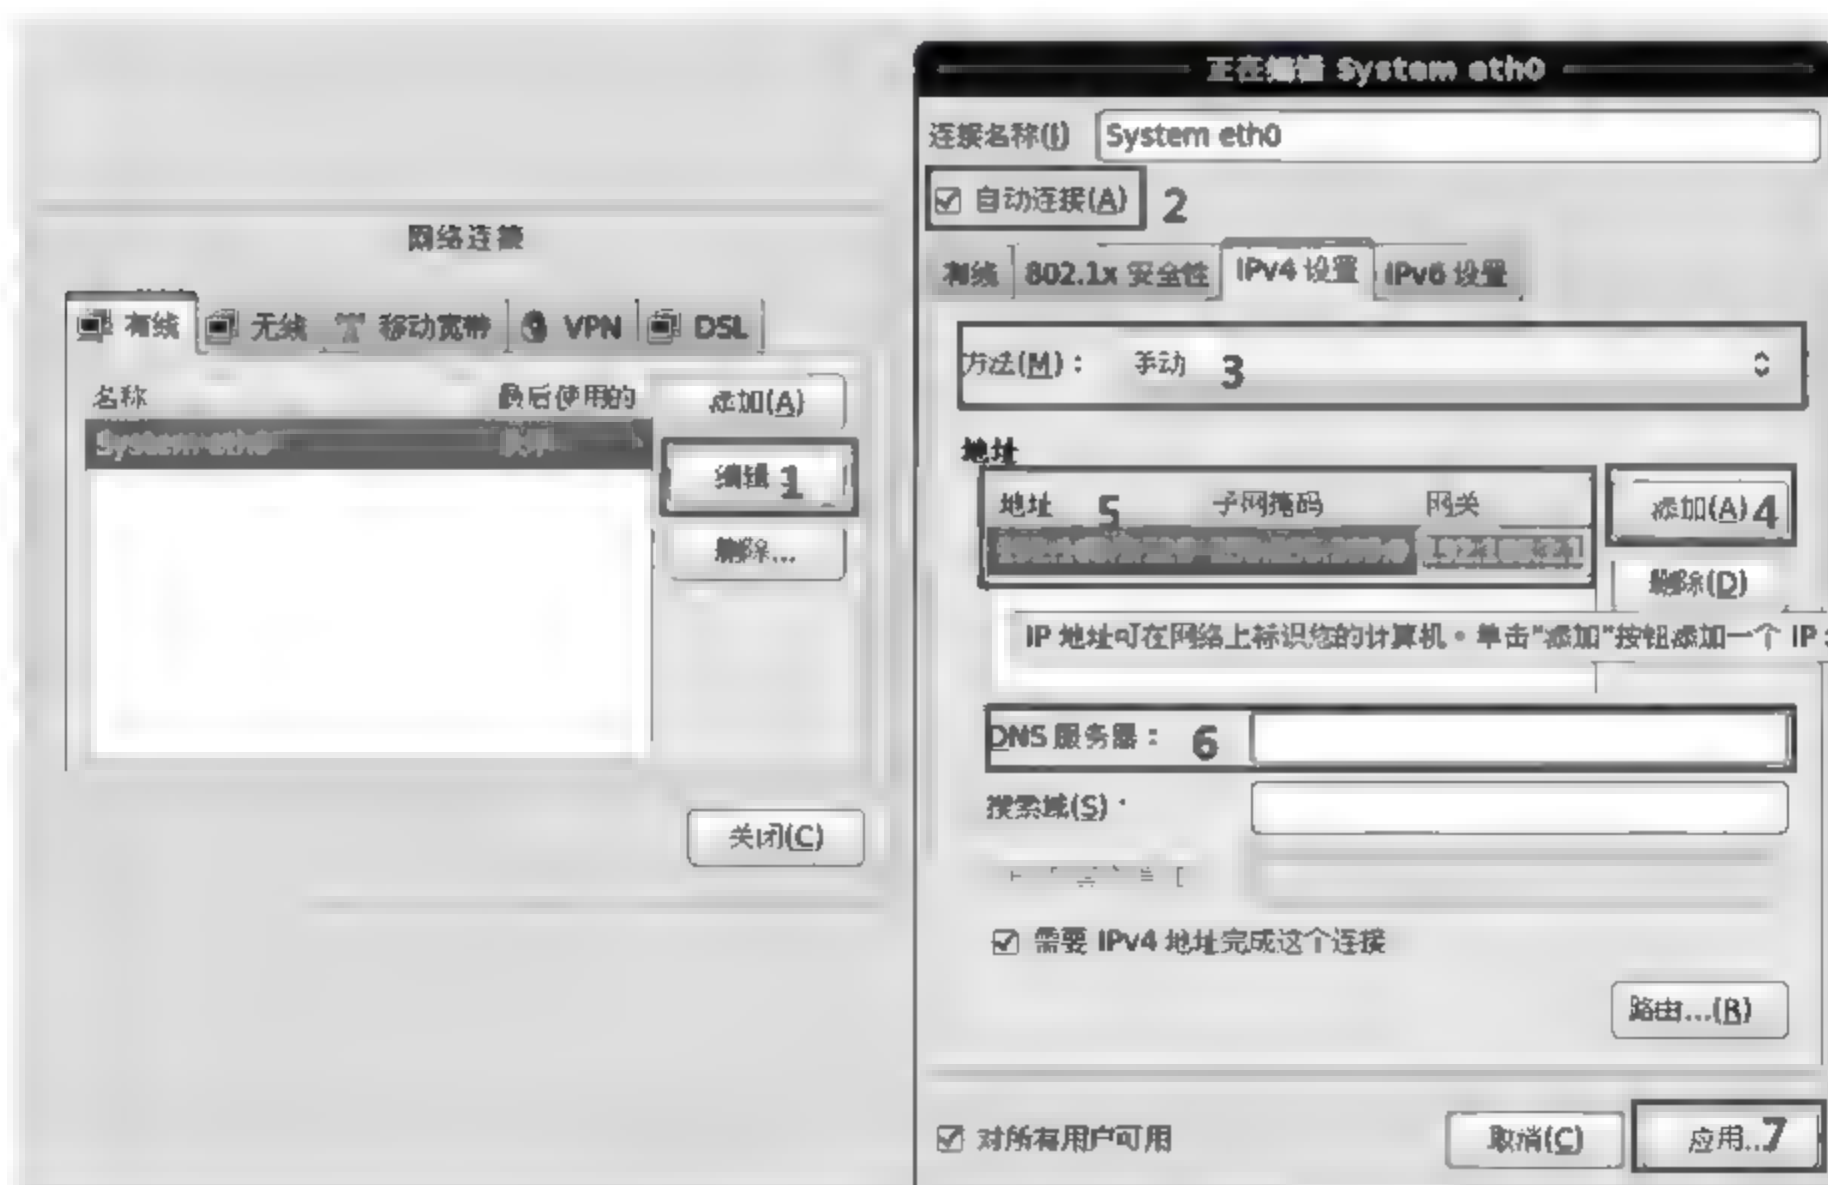 网络连接
有线 无线 移动宽带 VPN DSL
名称 最后使用的 添加(A)
System eth0
编辑 1
删除...
关闭(C)
正在编辑 System eth0
连接名称(I) System eth0
自动连接(A) 2
有线 802.1x 安全性 IPv4 设置 IPv6 设置
方法(M)： 手动 3
地址
地址 5 子网掩码 网关 添加(A) 4
删除(D)
IP 地址可在网络上标识您的计算机。单击"添加"按钮添加一个 IP
DNS 服务器： 6
搜索域(S)：
需要 IPv4 地址完成这个连接
路由...(R)
对所有用户可用 取消(C) 应用.. 7